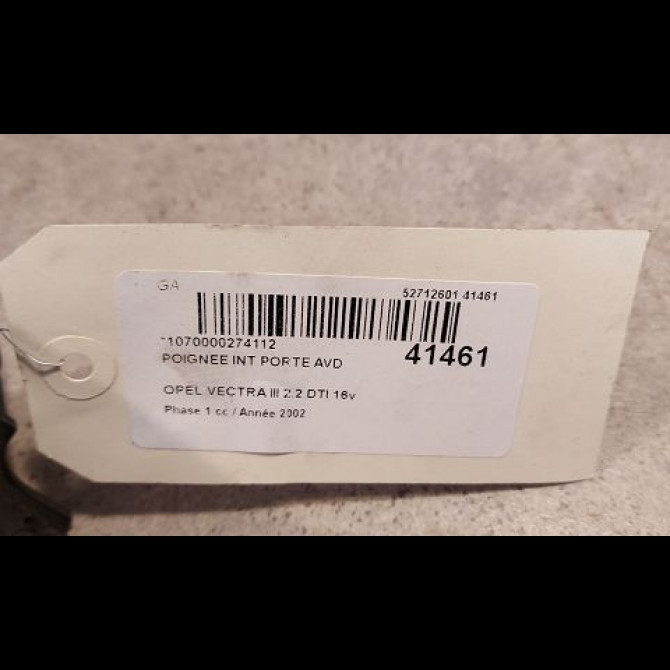 GA
52712601 41461
*1070000274112
41461
POIGNEE INT PORTE AVD
OPEL VECTRA III 2.2 DTI 16v
Phase 1 cc / Année 2002